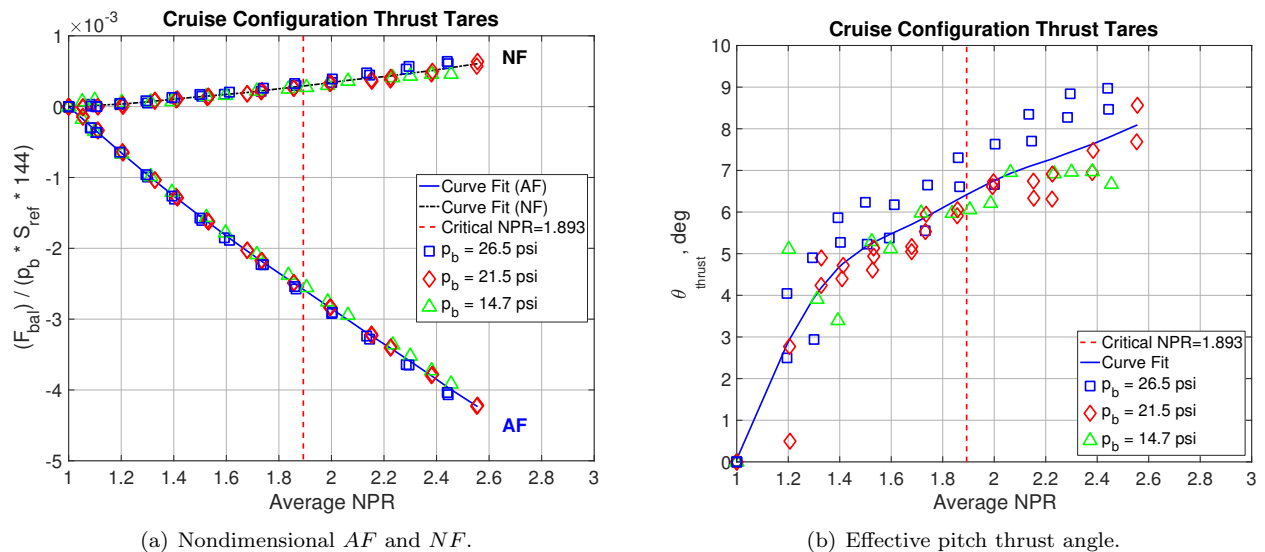 Cruise Configuration Thrust Tares
×10⁻³
1
0
-1
-2
-3
-4
-5
(F_bal) / (p_b * S_ref * 144)
NF
AF
Curve Fit (AF)
Curve Fit (NF)
Critical NPR=1.893
p_b = 26.5 psi
p_b = 21.5 psi
p_b = 14.7 psi
1 1.2 1.4 1.6 1.8 2 2.2 2.4 2.6 2.8 3
Average NPR
(a) Nondimensional AF and NF.
Cruise Configuration Thrust Tares
10
9
8
7
6
5
4
3
2
1
0
θ_thrust, deg
Critical NPR=1.893
Curve Fit
p_b = 26.5 psi
p_b = 21.5 psi
p_b = 14.7 psi
1 1.2 1.4 1.6 1.8 2 2.2 2.4 2.6 2.8 3
Average NPR
(b) Effective pitch thrust angle.